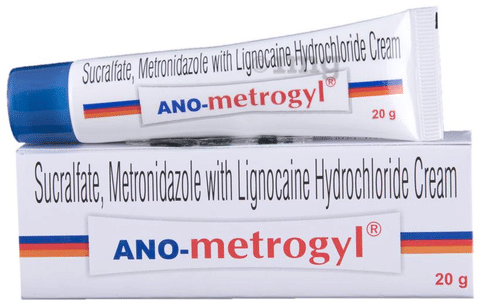 Sucralfate, Metronidazole with Lignocaine Hydrochloride Cream
ANO-metrogyl®
20 g
Sucralfate, Metronidazole with Lignocaine Hydrochloride Cream
ANO-metrogyl®
20 g